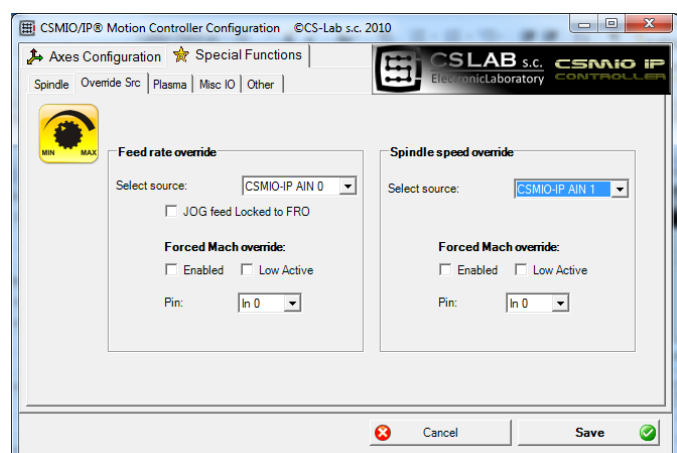 CSMIO/IP® Motion Controller Configuration ©CS-Lab s.c. 2010
Axes Configuration Special Functions
CSLAB s.c.
ElectronicLaboratory
CSMIO IP
CONTROLLER
Spindle Override Src Plasma Misc IO Other
MIN MAX
Feed rate override
Select source: CSMIO-IP AIN 0
JOG feed Locked to FRO
Forced Mach override:
Enabled Low Active
Pin: In 0
Spindle speed override
Select source: CSMIO-IP AIN 1
Forced Mach override:
Enabled Low Active
Pin: In 0
Cancel Save